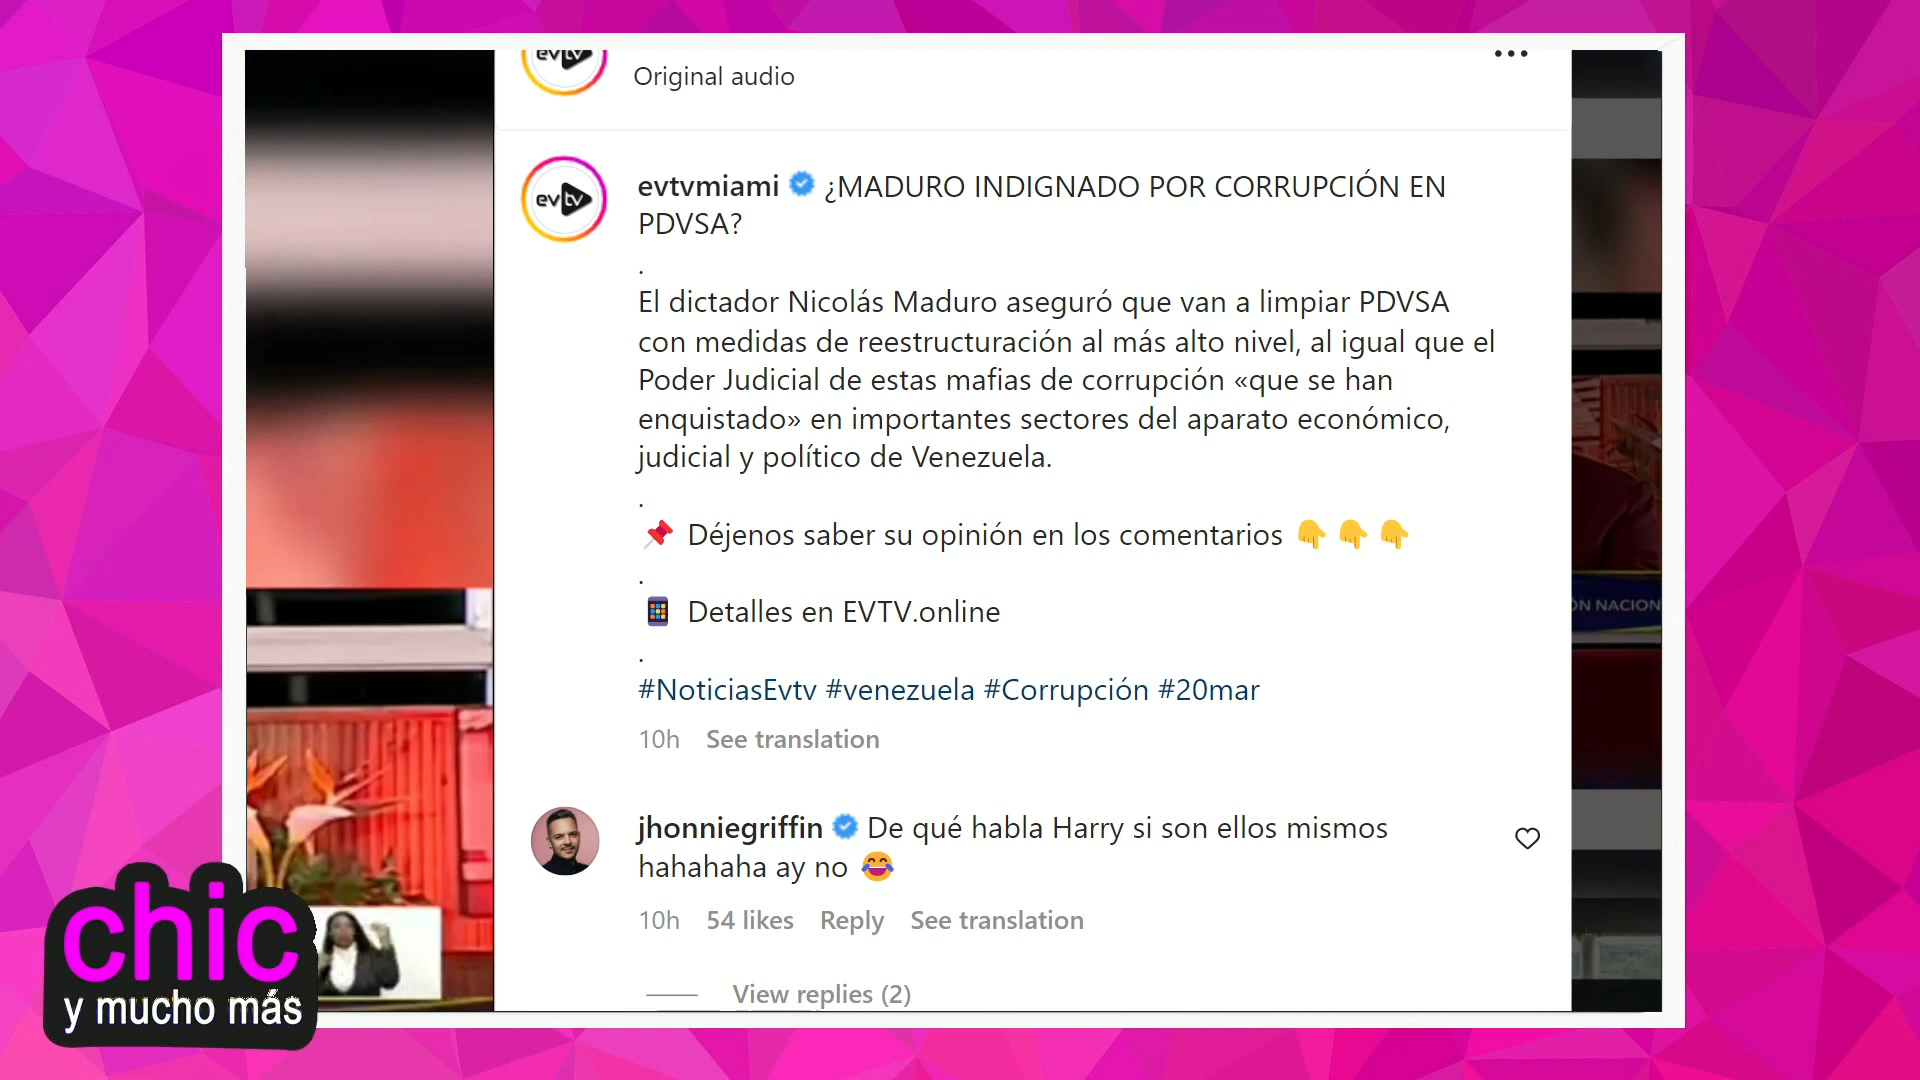 evtv
Original audio
evtv
evtvmiami ¿MADURO INDIGNADO POR CORRUPCIÓN EN
PDVSA?
.
El dictador Nicolás Maduro aseguró que van a limpiar PDVSA
con medidas de reestructuración al más alto nivel, al igual que el
Poder Judicial de estas mafias de corrupción «que se han
enquistado» en importantes sectores del aparato económico,
judicial y político de Venezuela.
.
📌 Déjenos saber su opinión en los comentarios 👇👇👇
.
📱 Detalles en EVTV.online
.
#NoticiasEvtv #venezuela #Corrupción #20mar
10h See translation
jhonniegriffin De qué habla Harry si son ellos mismos
hahahaha ay no 😂
10h 54 likes Reply See translation
View replies (2)
ÓN NACION
chic
y mucho más